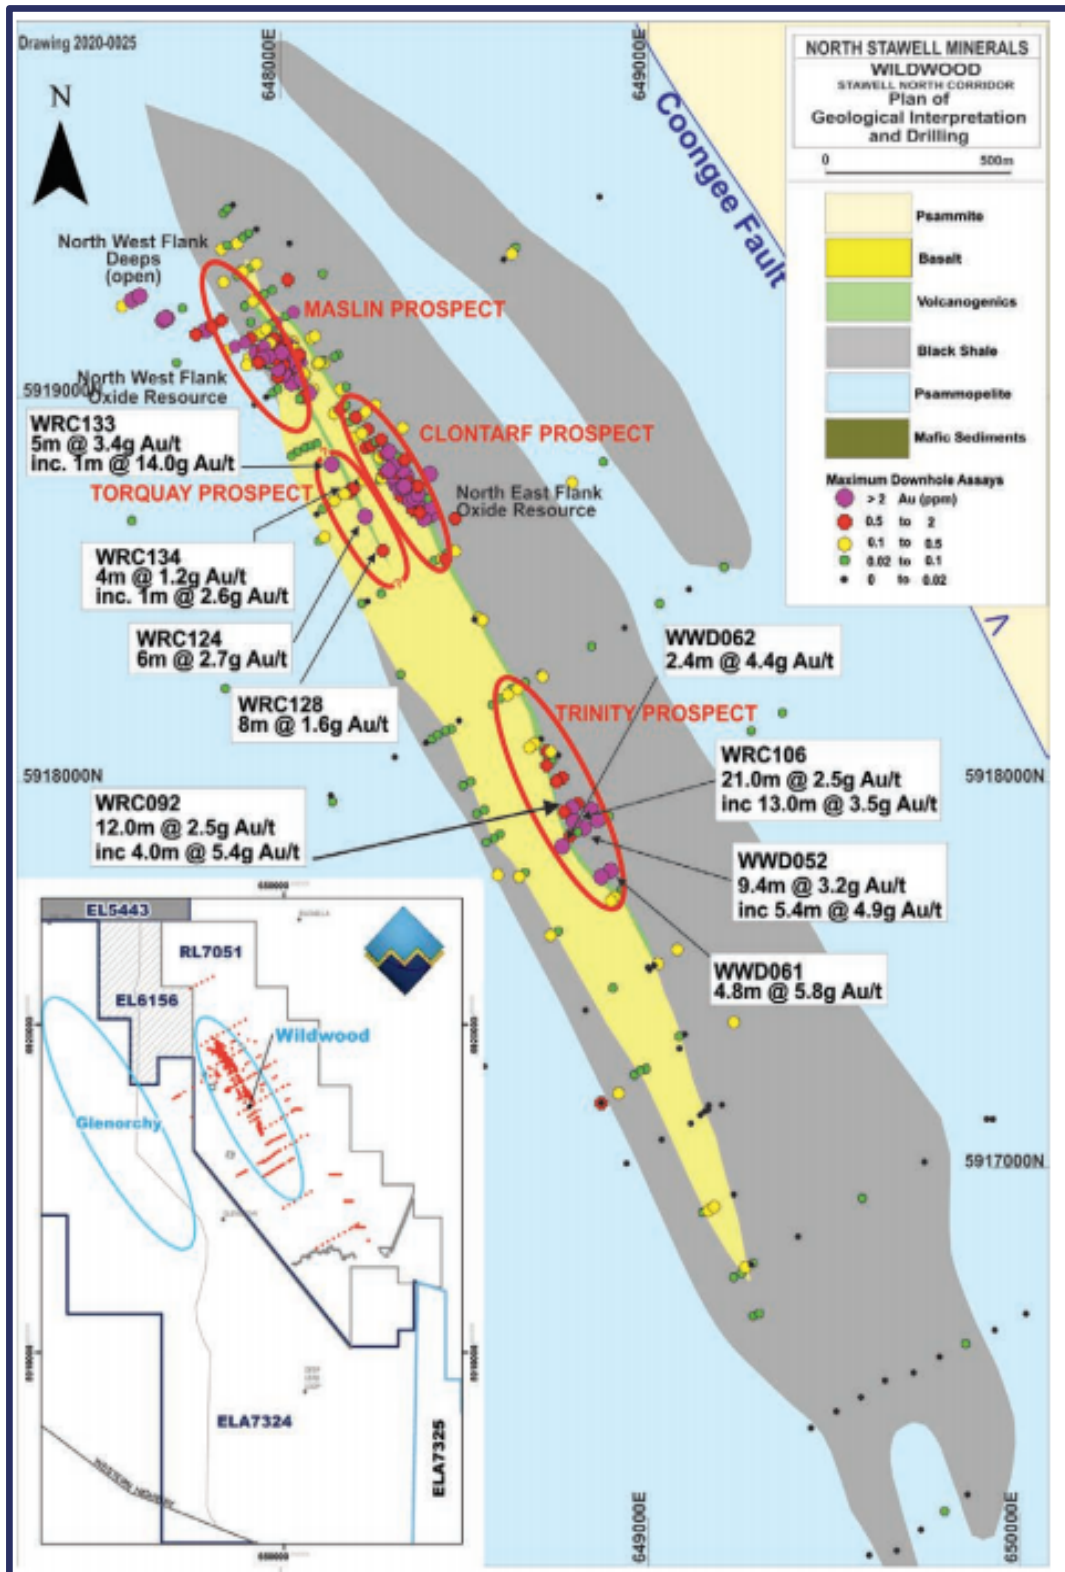 Drawing 2020-0025
648000E
649000E
N
Coongee Fault
NORTH STAWELL MINERALS
WILDWOOD
STAWELL NORTH CORRIDOR
Plan of
Geological Interpretation
and Drilling
0 500m
Psammite
Basalt
Volcanogenics
Black Shale
Psammopelite
Mafic Sediments
Maximum Downhole Assays
> 2 Au (ppm)
0.5 to 2
0.1 to 0.5
0.02 to 0.1
0 to 0.02
North West Flank
Deeps
(open)
MASLIN PROSPECT
North West Flank
Oxide Resource
5919000N
WRC133
5m @ 3.4g Au/t
inc. 1m @ 14.0g Au/t
CLONTARF PROSPECT
TORQUAY PROSPECT
?
?
North East Flank
Oxide Resource
WRC134
4m @ 1.2g Au/t
inc. 1m @ 2.6g Au/t
WRC124
6m @ 2.7g Au/t
WRC128
8m @ 1.6g Au/t
WWD062
2.4m @ 4.4g Au/t
TRINITY PROSPECT
WRC106
21.0m @ 2.5g Au/t
inc 13.0m @ 3.5g Au/t
5918000N
5918000N
WRC092
12.0m @ 2.5g Au/t
inc 4.0m @ 5.4g Au/t
WWD052
9.4m @ 3.2g Au/t
inc 5.4m @ 4.9g Au/t
WWD061
4.8m @ 5.8g Au/t
5917000N
649000E
650000E
650000
EL5443
RL7051
EL6156
Wildwood
Glenorchy
ELA7324
ELA7325
WESTERN HIGHWAY
650000